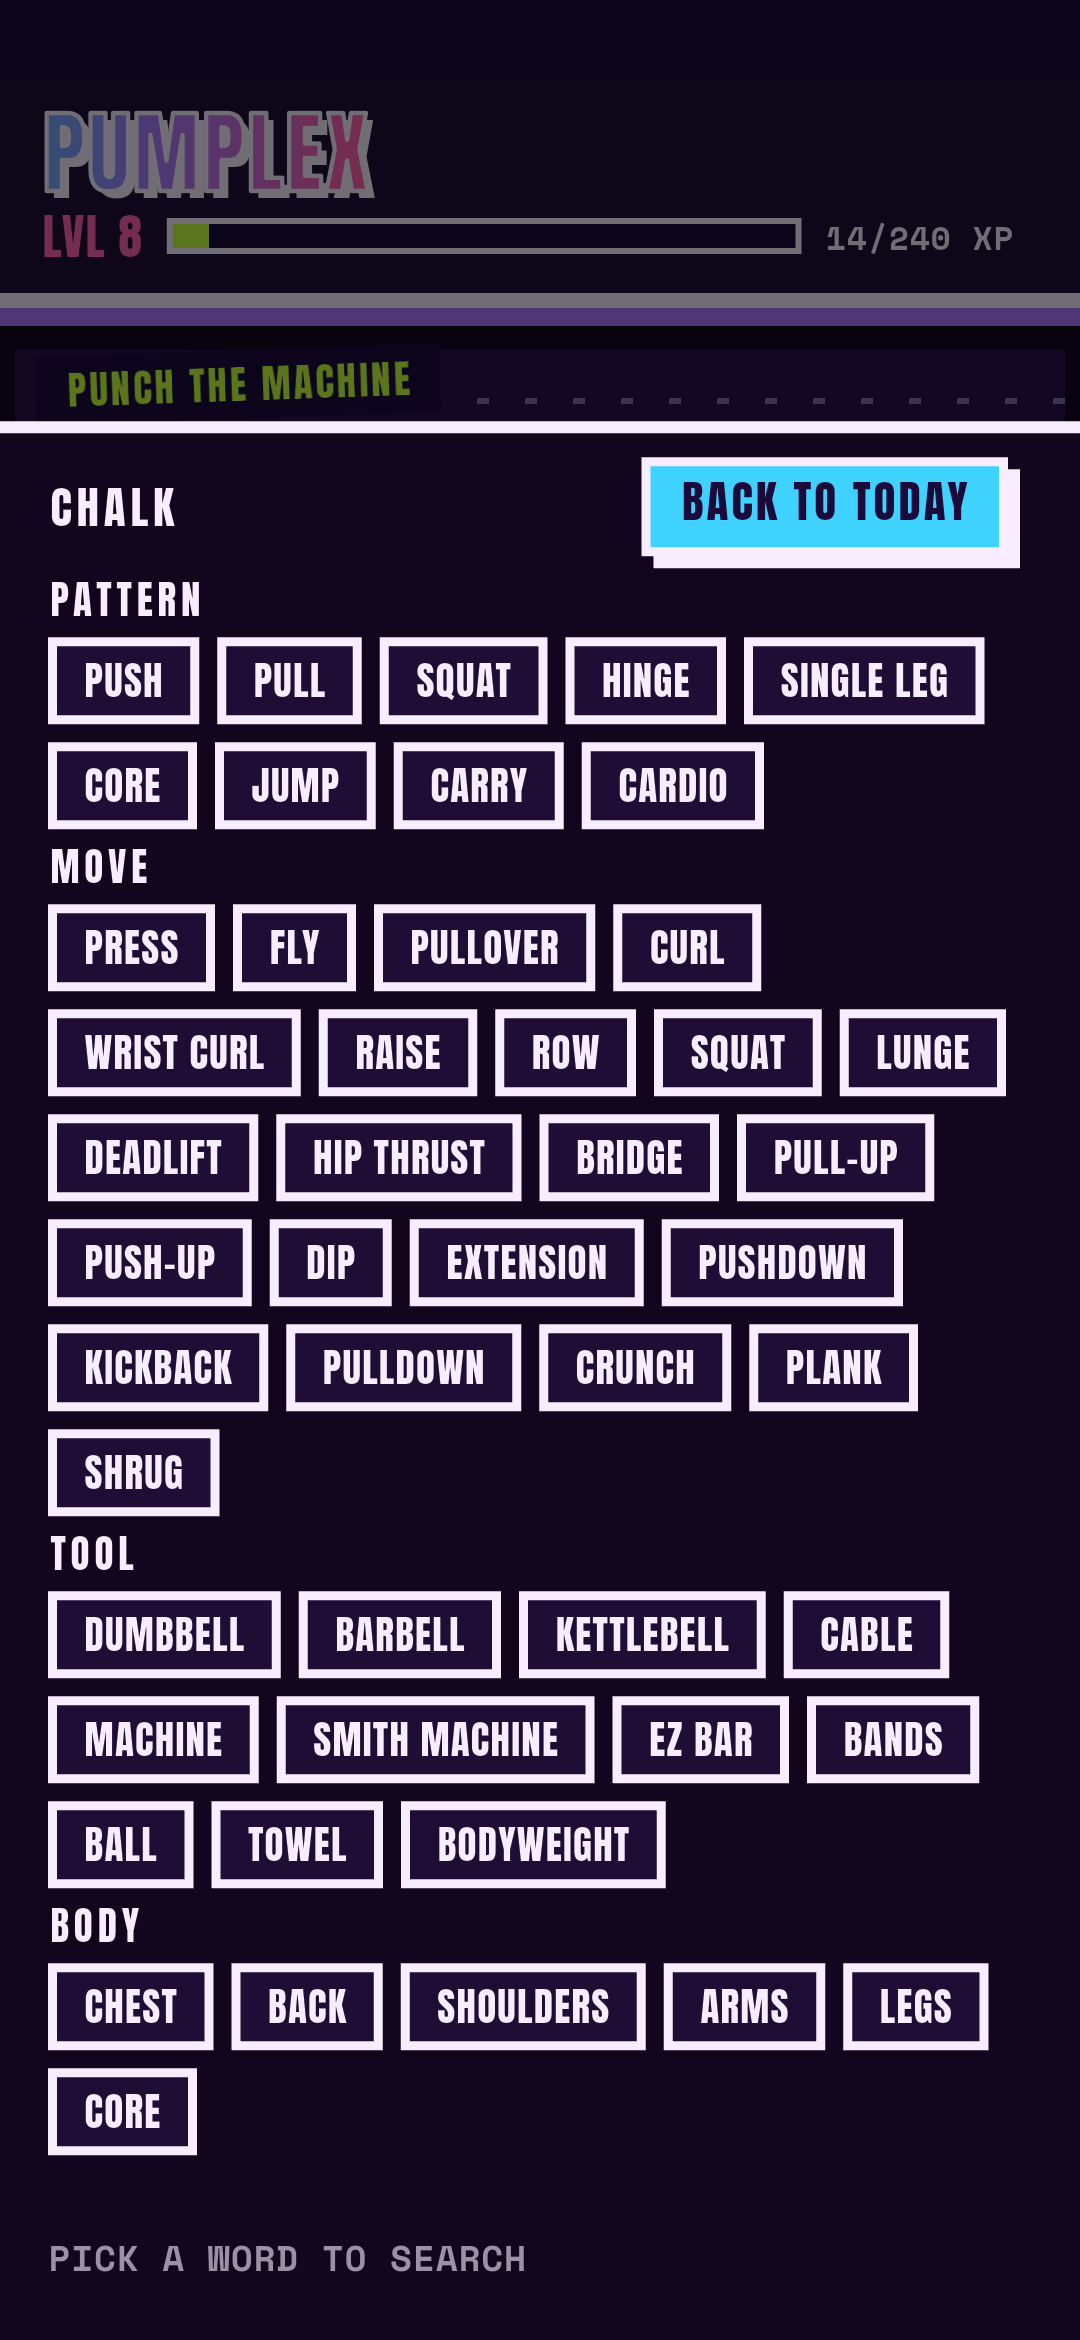 PUMPLEX
LVL 8 14/240 XP
PUNCH THE MACHINE
CHALK BACK TO TODAY
PATTERN
PUSH PULL SQUAT HINGE SINGLE LEG
CORE JUMP CARRY CARDIO
MOVE
PRESS FLY PULLOVER CURL
WRIST CURL RAISE ROW SQUAT LUNGE
DEADLIFT HIP THRUST BRIDGE PULL-UP
PUSH-UP DIP EXTENSION PUSHDOWN
KICKBACK PULLDOWN CRUNCH PLANK
SHRUG
TOOL
DUMBBELL BARBELL KETTLEBELL CABLE
MACHINE SMITH MACHINE EZ BAR BANDS
BALL TOWEL BODYWEIGHT
BODY
CHEST BACK SHOULDERS ARMS LEGS
CORE
PICK A WORD TO SEARCH